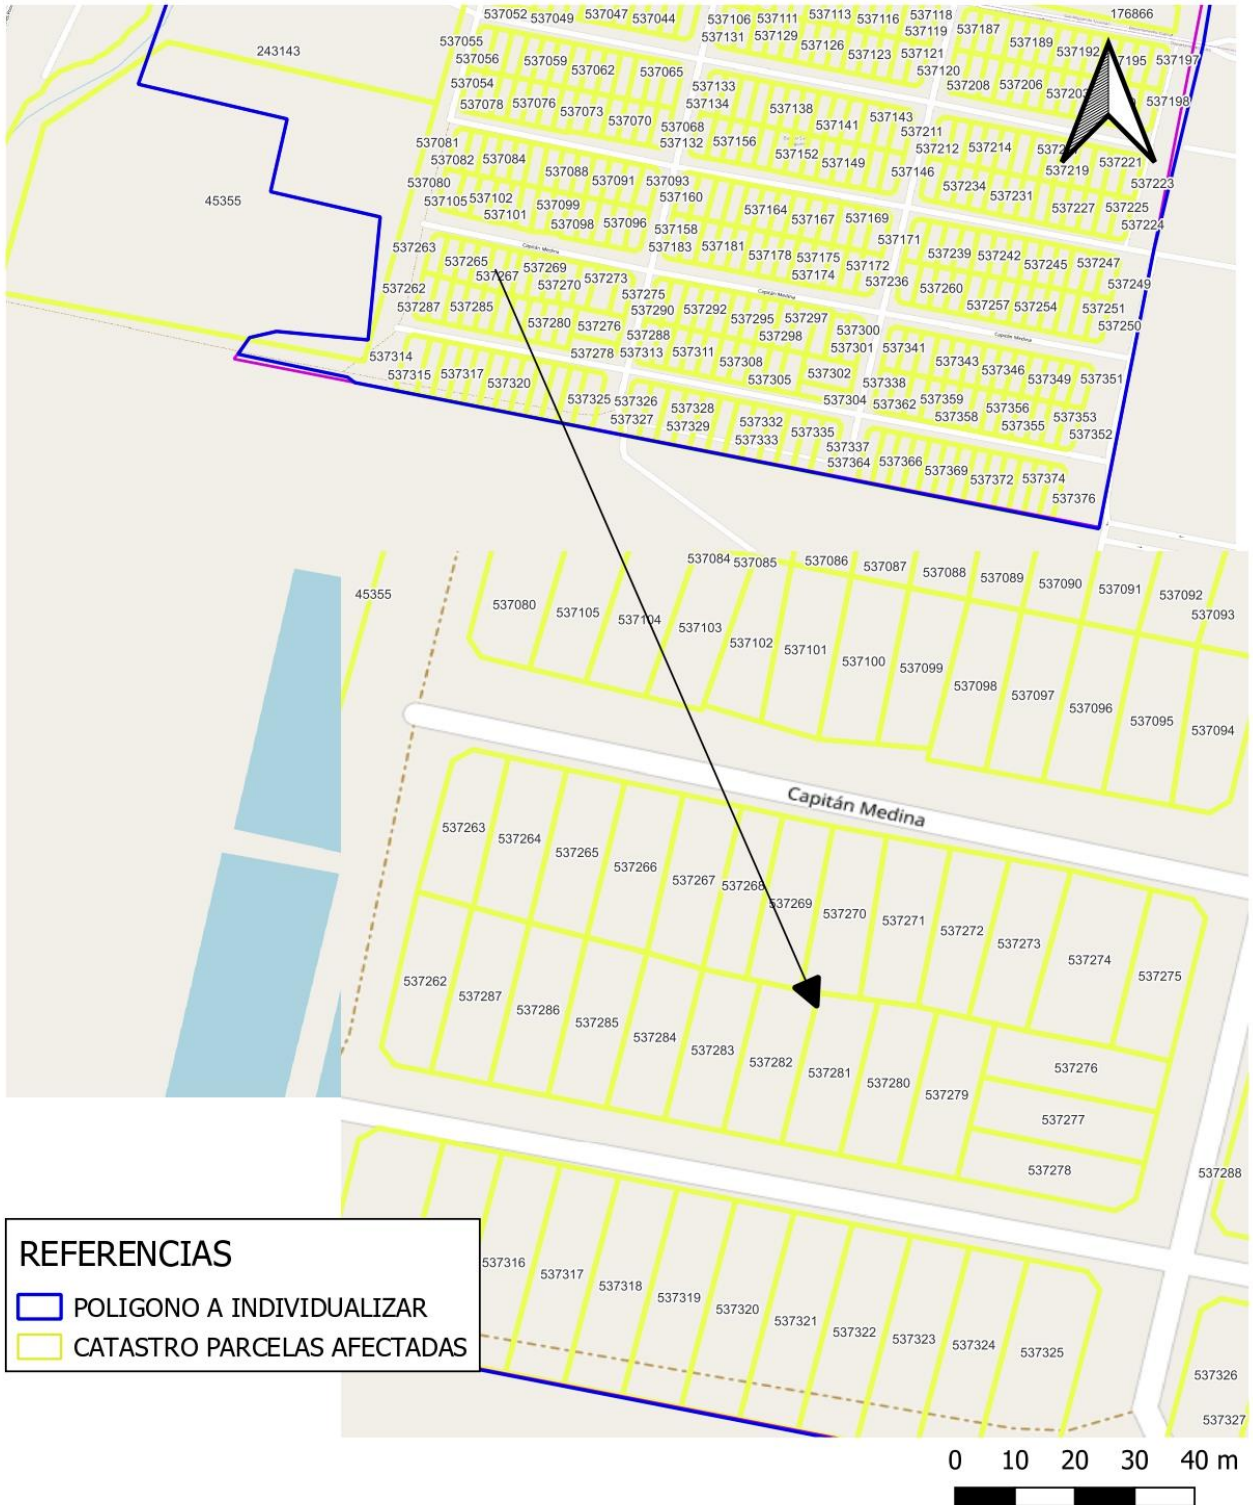 537052 537049 537047 537044 537106 537111 537113 537116 537118 176866
537055 537131 537129 537126 537123 537119 537121 537187 537189 537192 7195 537197
243143 537056 537059 537062 537065 537120
537054 537133 537208 537206 537203 537198
537078 537076 537073 537070 537134 537138 537141 537143
537068 537211
537081 537132 537156 537152 537149 537212 537214 537219 537221
537082 537084 537088 537091 537093 537146 537223
537080 537160 537234 537231 537227 537225
45355 537105 537102 537099 537164 537167 537169
537101 537098 537096 537158 537224
537263 Capitán Medina 537183 537181 537178 537175 537171 537239 537242 537245 537247
537265 537267 537269 537270 537273 537174 537172 537236 537249
537262 537275 Capitán Medina 537260
537287 537285 537290 537292 537295 537297 537257 537254 537251
537280 537276 537288 537298 537300 537250
537314 537278 537313 537311 537308 537301 537341 Capitán Medina
537315 537317 537320 537305 537302 537343 537346 537349 537351
537325 537326 537304 537338 537359
537327 537328 537329 537332 537362 537358 537356 537355 537353
537333 537335 537337 537352
537364 537366 537369 537372 537374
537376
537084 537085 537086 537087 537088 537089 537090 537091 537092 537093
45355 537080 537105 537104 537103 537102 537101 537100 537099 537098 537097 537096 537095 537094
Capitán Medina
537263 537264 537265 537266 537267 537268 537269 537270 537271 537272 537273 537274 537275
537262 537287 537286 537285 537284 537283 537282 537281 537280 537279 537276
537277
537278
537288
REFERENCIAS
POLIGONO A INDIVIDUALIZAR
CATASTRO PARCELAS AFECTADAS
537316 537317 537318 537319 537320 537321 537322 537323 537324 537325
537326
537327
0 10 20 30 40 m